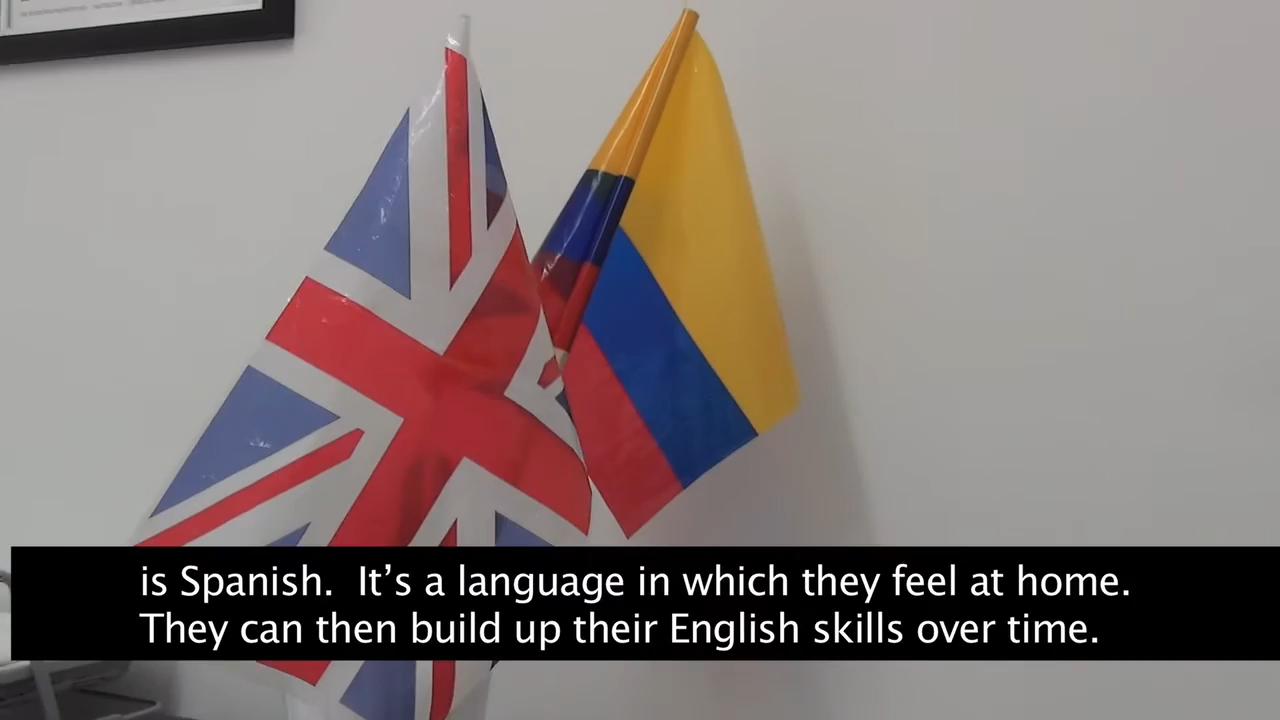 is Spanish.  It’s a language in which they feel at home.
They can then build up their English skills over time.